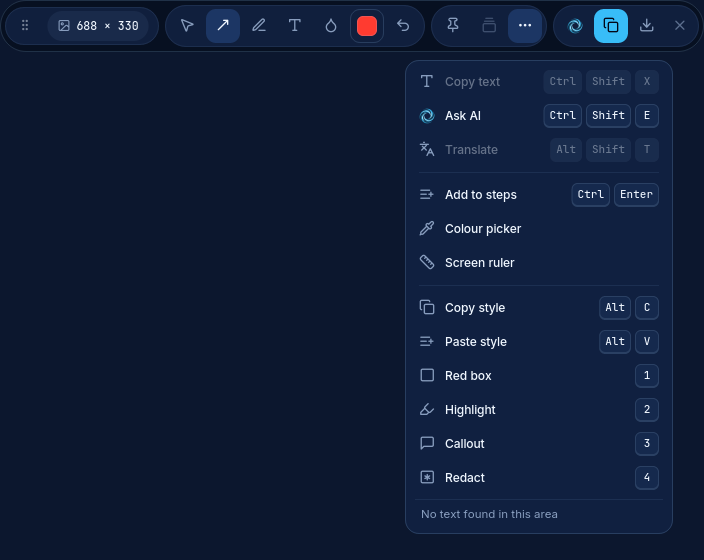 688 × 330
Copy text Ctrl Shift X
Ask AI Ctrl Shift E
Translate Alt Shift T
Add to steps Ctrl Enter
Colour picker
Screen ruler
Copy style Alt C
Paste style Alt V
Red box 1
Highlight 2
Callout 3
Redact 4
No text found in this area